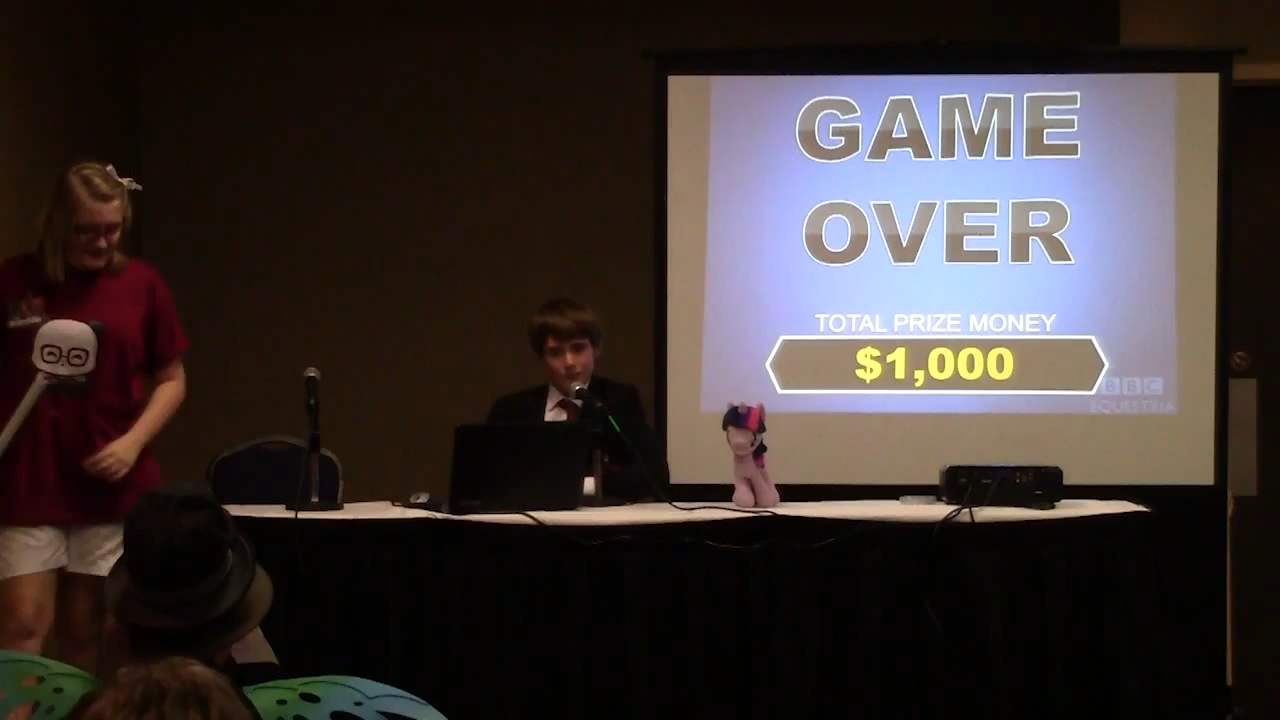 GAME
OVER
TOTAL PRIZE MONEY
$1,000
BBC
EQUESTRIA